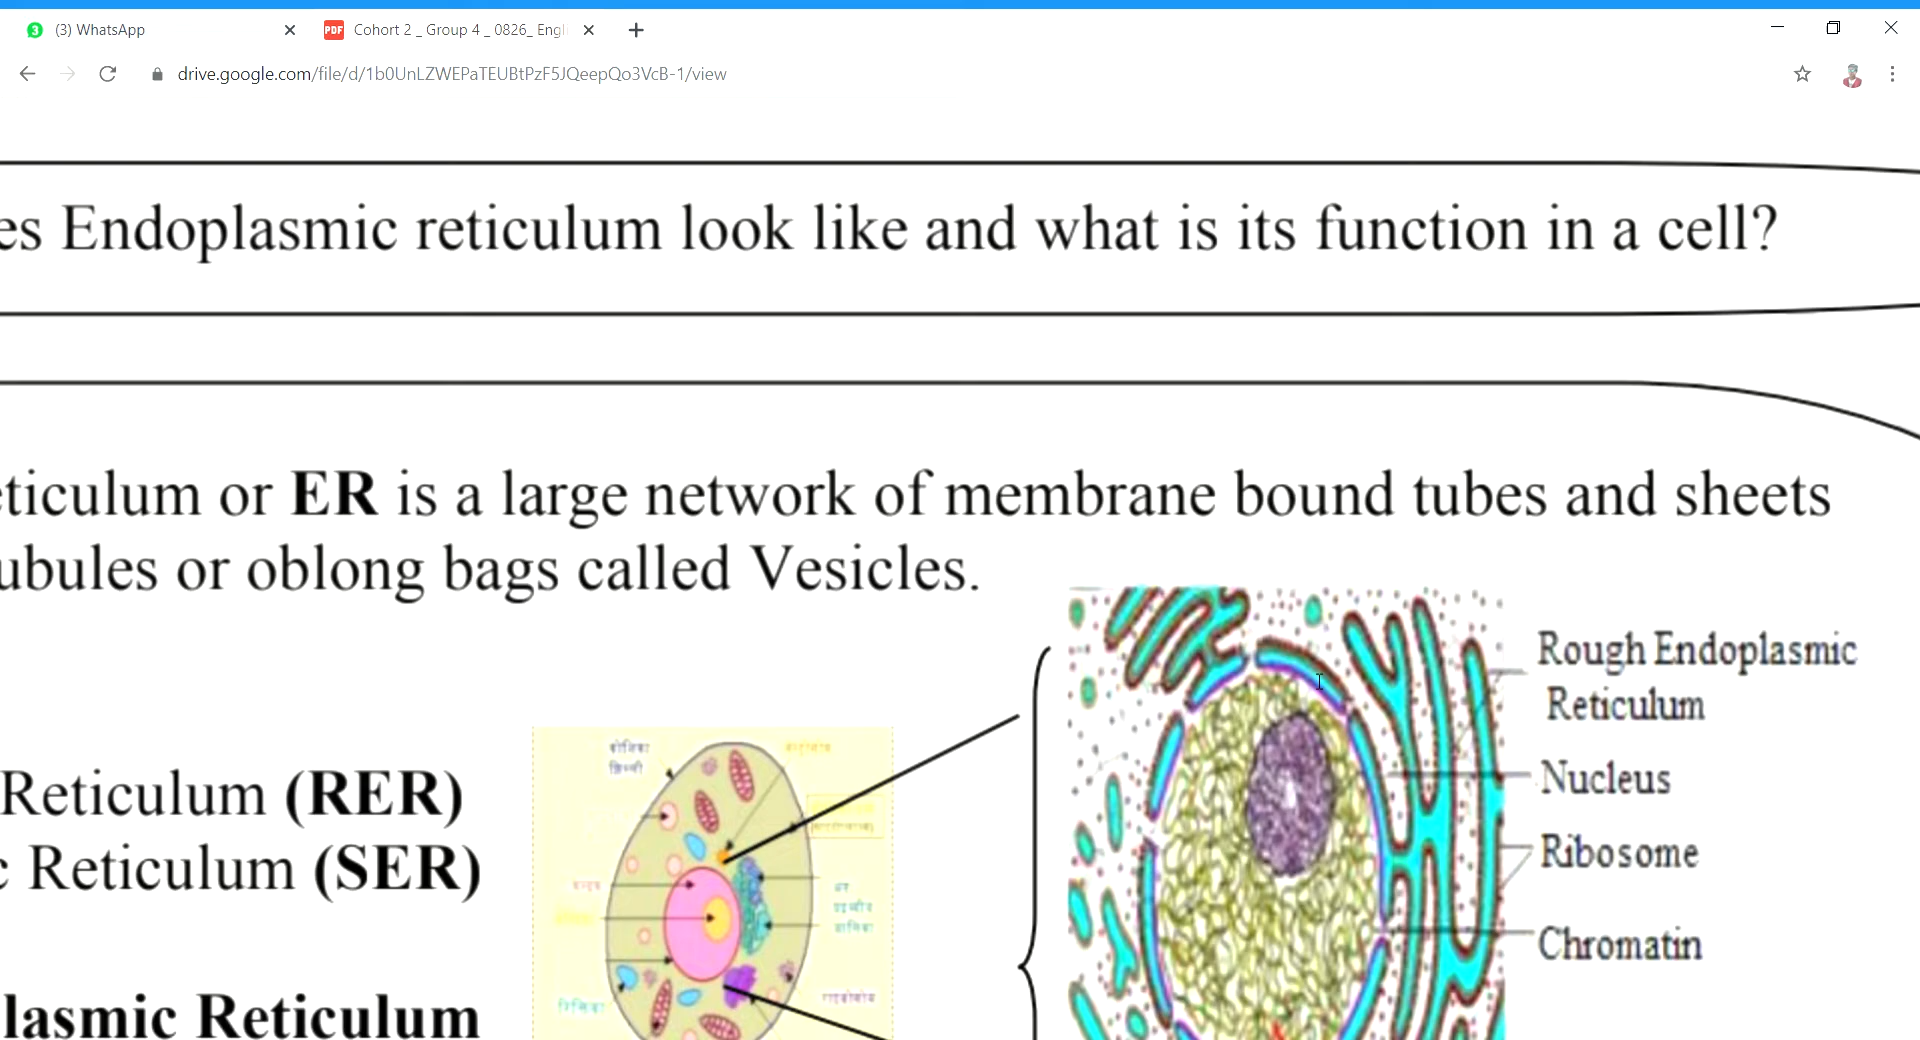 (3) WhatsApp
Cohort 2 _ Group 4 _ 0826_ Engl
drive.google.com/file/d/1b0UnLZWEPaTEUBtPzF5JQeepQo3VcB-1/view
es Endoplasmic reticulum look like and what is its function in a cell?
eticulum or ER is a large network of membrane bound tubes and sheets
ubules or oblong bags called Vesicles.
Rough Endoplasmic
Reticulum
Nucleus
Ribosome
Chromatin
Reticulum (RER)
c Reticulum (SER)
lasmic Reticulum
कोशिका
झिल्ली